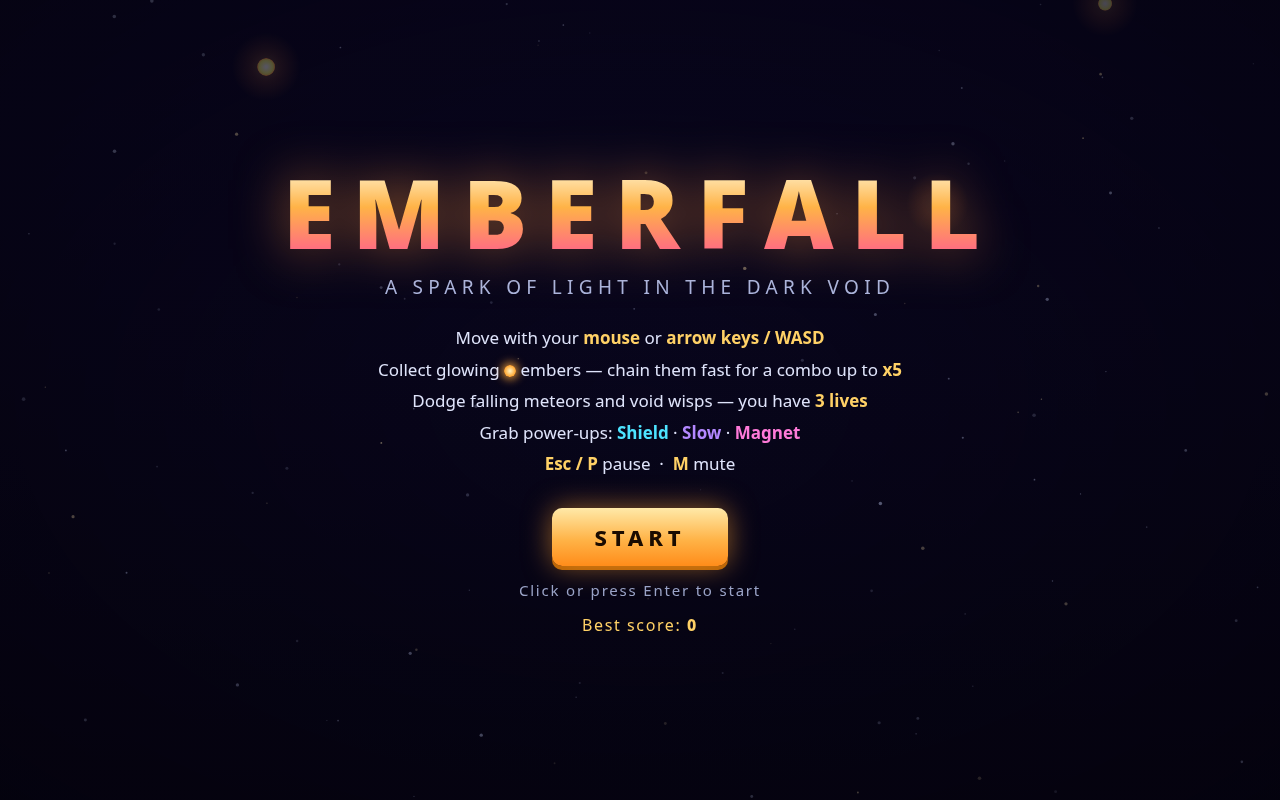 EMBERFALL
A SPARK OF LIGHT IN THE DARK VOID
Move with your mouse or arrow keys / WASD
Collect glowing embers — chain them fast for a combo up to x5
Dodge falling meteors and void wisps — you have 3 lives
Grab power-ups: Shield · Slow · Magnet
Esc / P pause · M mute
START
Click or press Enter to start
Best score: 0